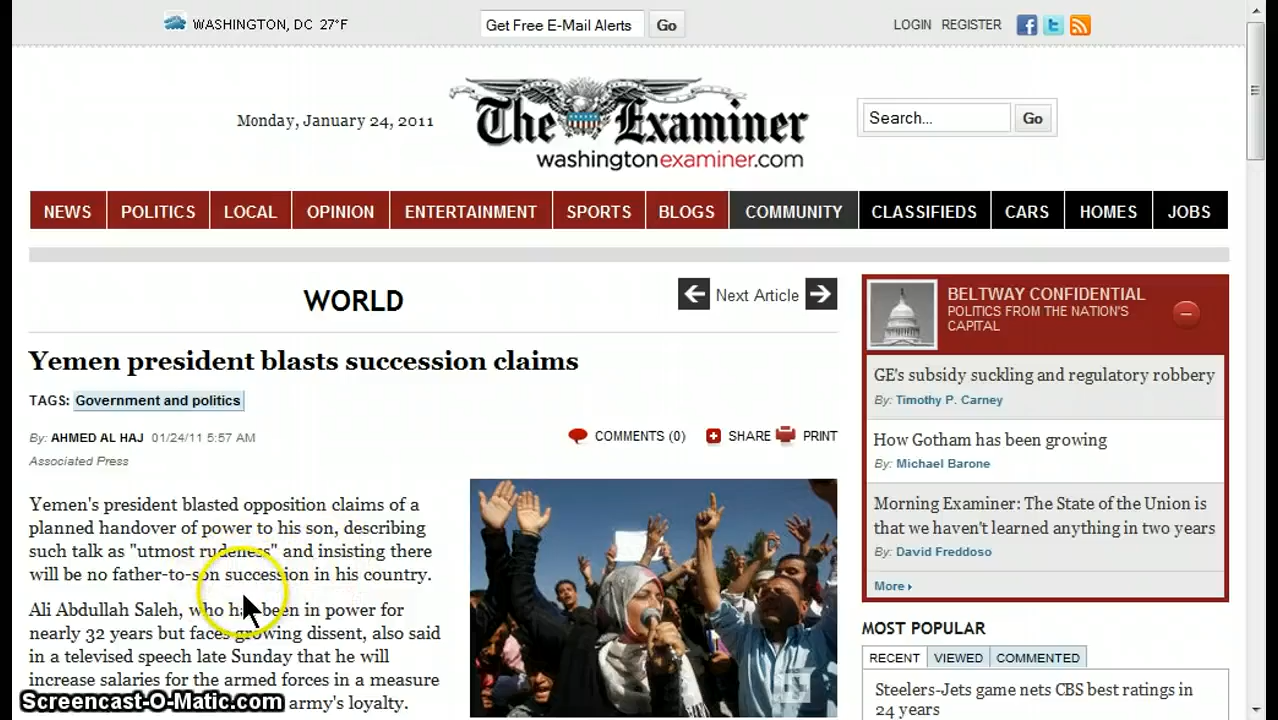 WASHINGTON, DC 27°F
Get Free E-Mail Alerts Go
LOGIN REGISTER
Monday, January 24, 2011
The Examiner
washingtonexaminer.com
Search... Go
NEWS POLITICS LOCAL OPINION ENTERTAINMENT SPORTS BLOGS COMMUNITY CLASSIFIEDS CARS HOMES JOBS
WORLD
Next Article
Yemen president blasts succession claims
TAGS: Government and politics
By: AHMED AL HAJ 01/24/11 5:57 AM
Associated Press
COMMENTS (0) SHARE PRINT
Yemen's president blasted opposition claims of a
planned handover of power to his son, describing
such talk as "utmost rudeness" and insisting there
will be no father-to-son succession in his country.
Ali Abdullah Saleh, who has been in power for
nearly 32 years but faces growing dissent, also said
in a televised speech late Sunday that he will
increase salaries for the armed forces in a measure
army's loyalty.
Screencast-O-Matic.com
BELTWAY CONFIDENTIAL
POLITICS FROM THE NATION'S
CAPITAL
GE's subsidy suckling and regulatory robbery
By: Timothy P. Carney
How Gotham has been growing
By: Michael Barone
Morning Examiner: The State of the Union is
that we haven't learned anything in two years
By: David Freddoso
More
MOST POPULAR
RECENT VIEWED COMMENTED
Steelers-Jets game nets CBS best ratings in
24 years